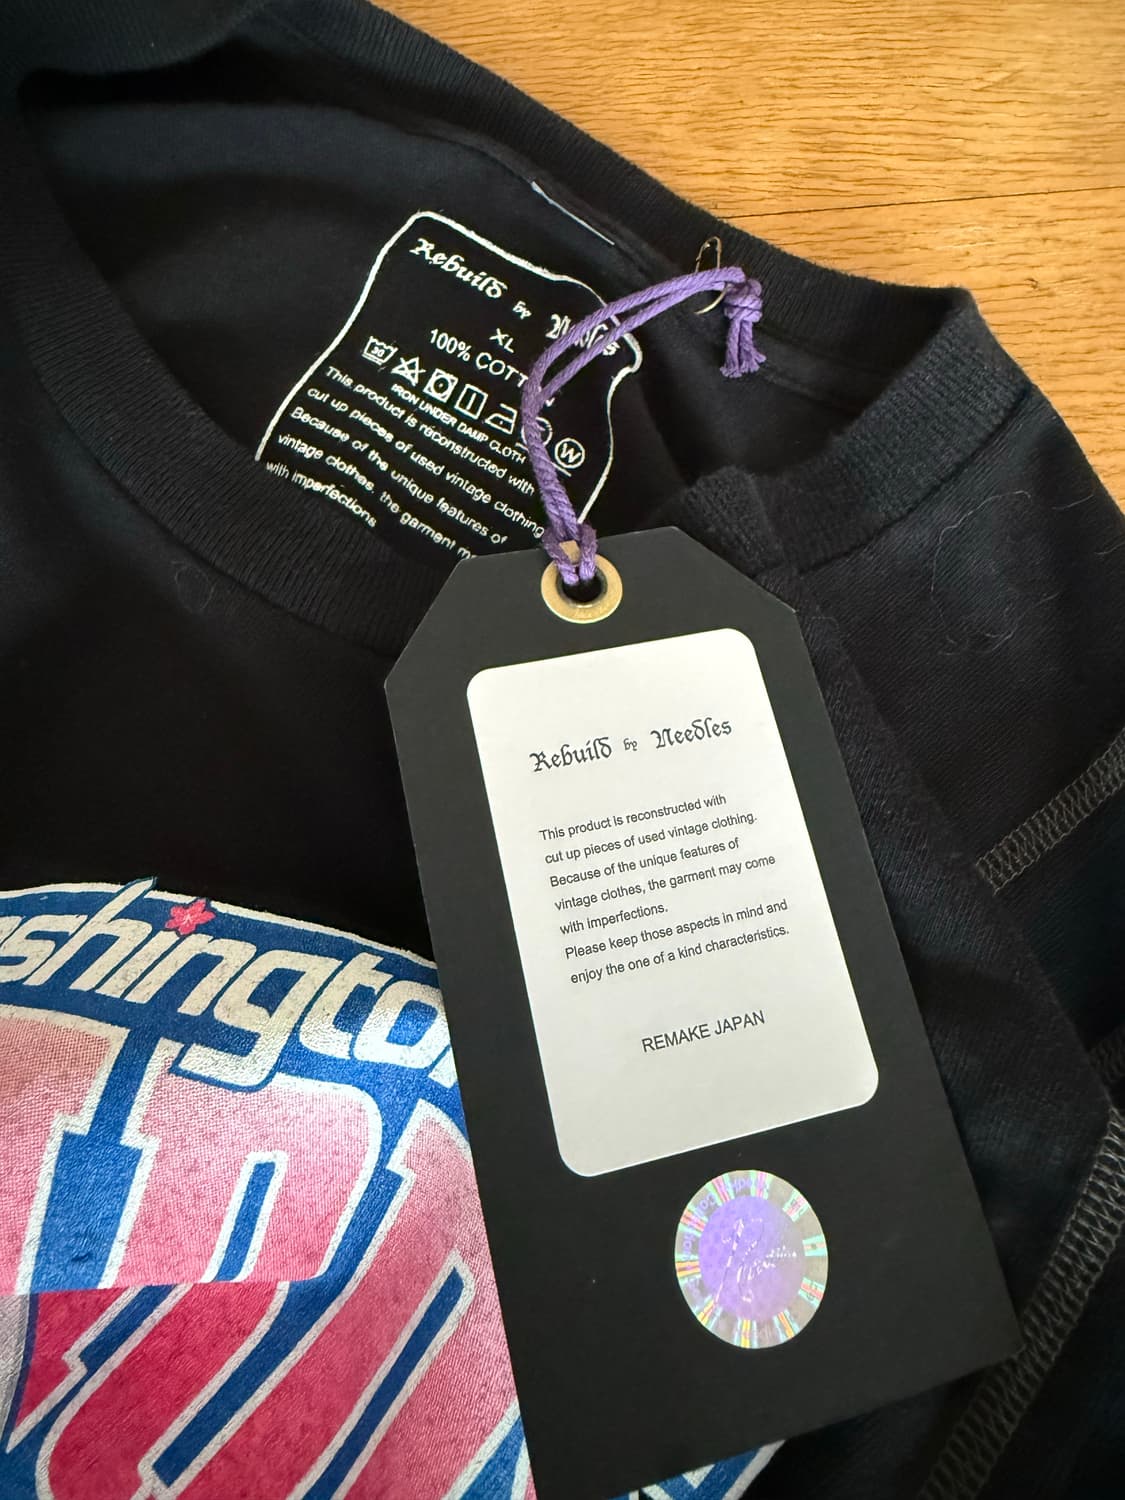 Rebuild by Needles
XL
100% COTT
30
IRON UNDER DAMP CLOTH
W
This product is reconstructed with
cut up pieces of used vintage clothing
Because of the unique features of
vintage clothes, the garment m
with imperfections
Rebuild by Needles
This product is reconstructed with
cut up pieces of used vintage clothing.
Because of the unique features of
vintage clothes, the garment may come
with imperfections.
Please keep those aspects in mind and
enjoy the one of a kind characteristics.
REMAKE JAPAN
shingto